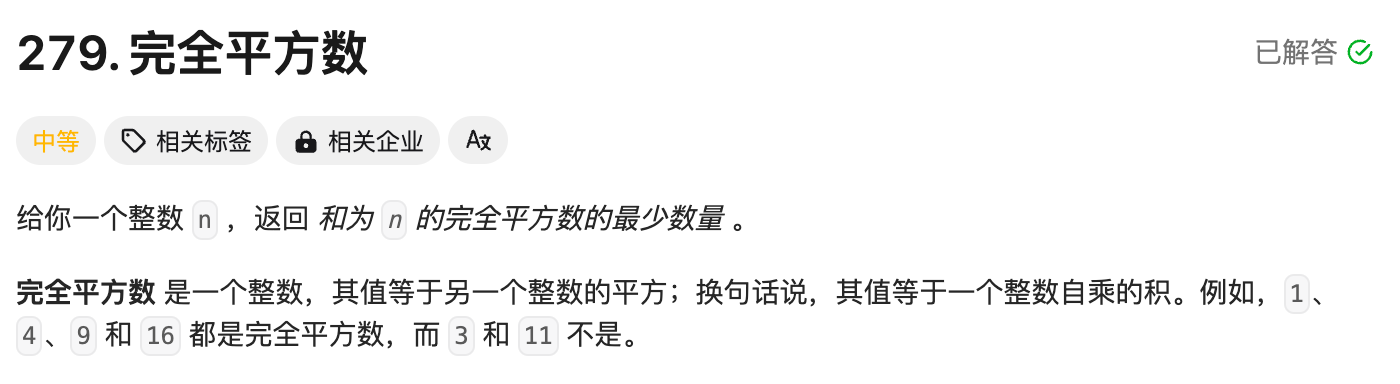 279. 完全平方数
已解答
中等 相关标签 相关企业 A文
给你一个整数 n ，返回 和为 n 的完全平方数的最少数量 。
完全平方数 是一个整数，其值等于另一个整数的平方；换句话说，其值等于一个整数自乘的积。例如，1、
4、9 和 16 都是完全平方数，而 3 和 11 不是。